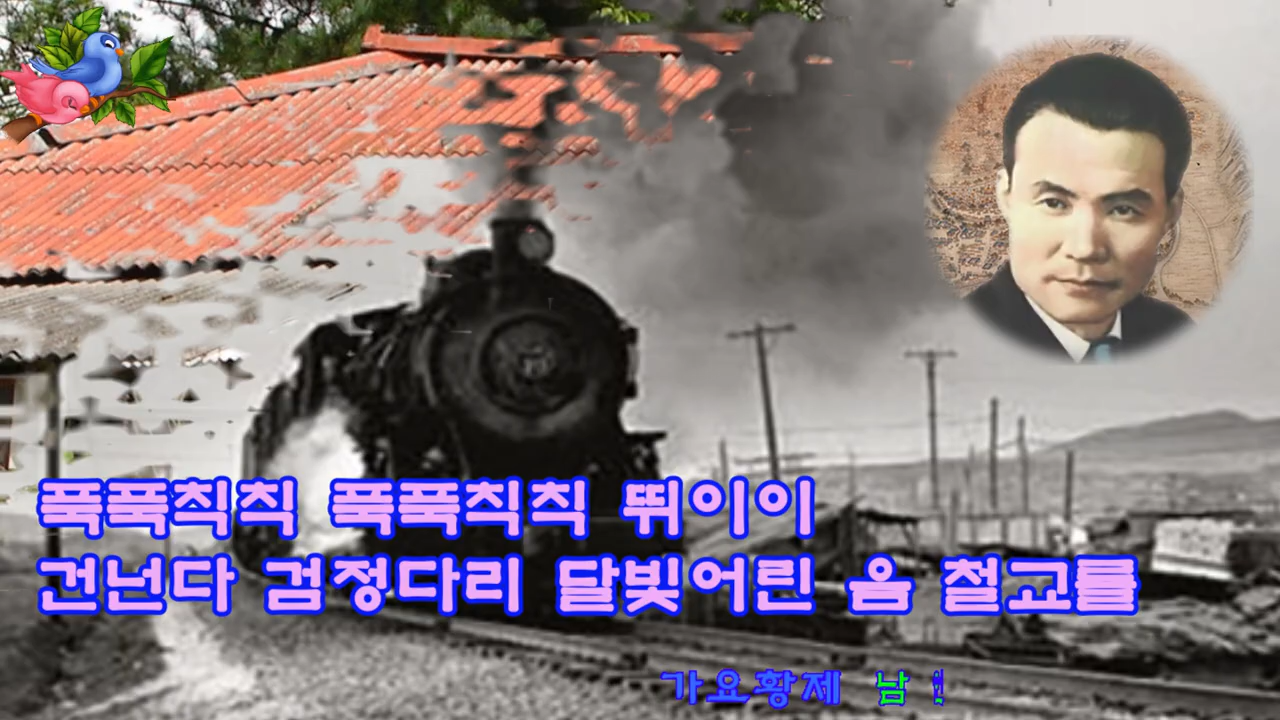 푹푹칙칙 푹푹칙칙 뛰이이
건넌다 검정다리 달빛어린 음 철교를
가요황제 남